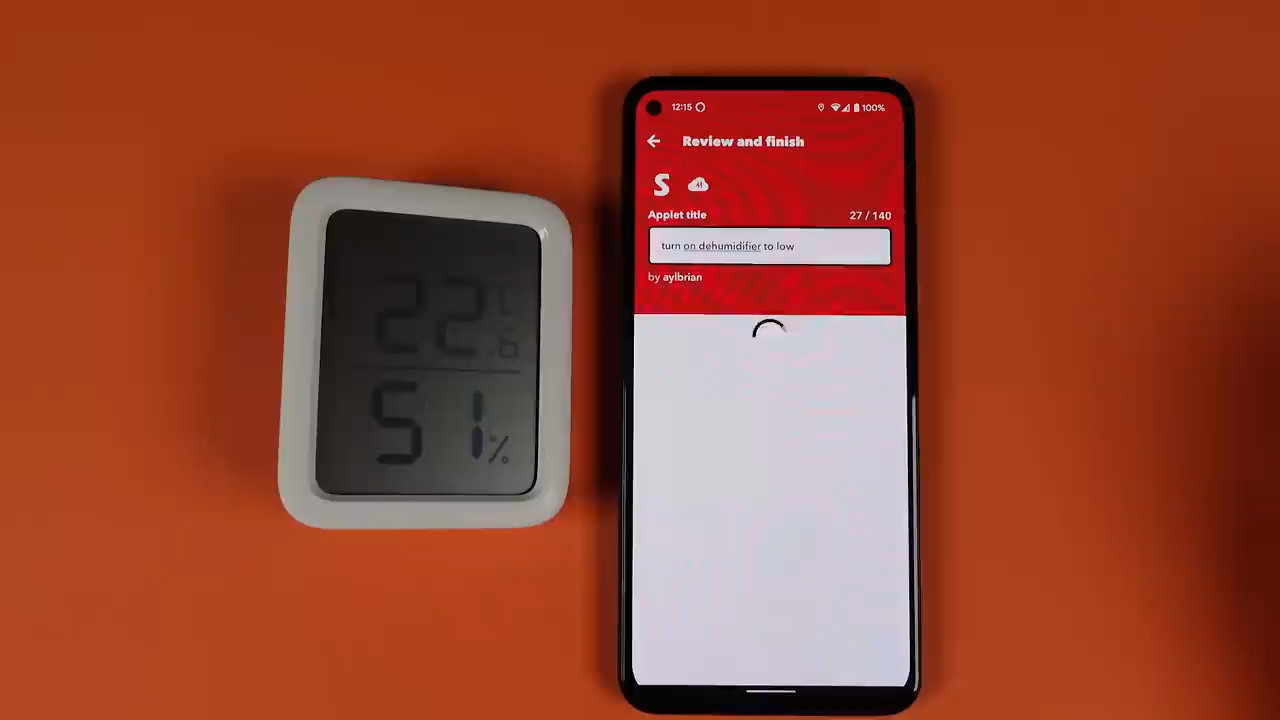 22.6 °C
51 %
12:15
100%
Review and finish
S
Applet title
27 / 140
turn on dehumidifier to low
by aylbrian